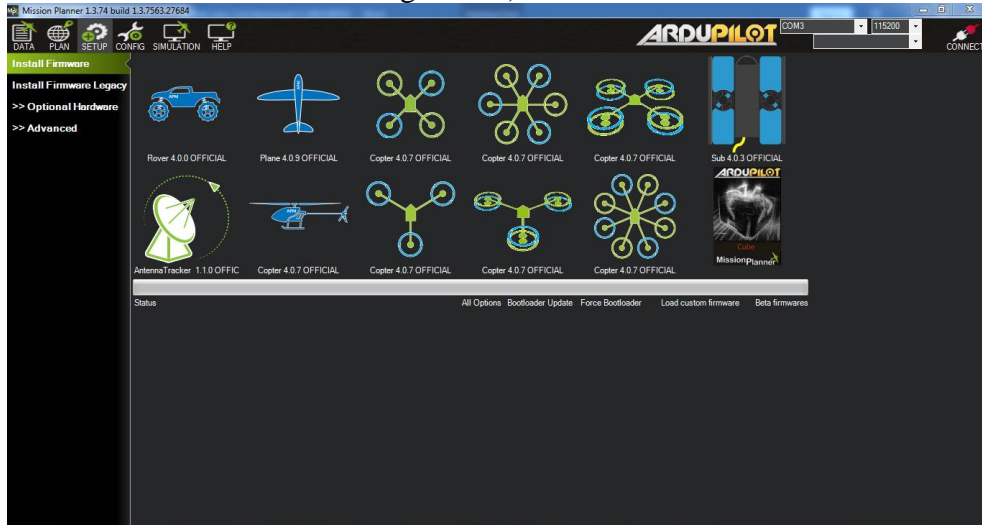 Mission Planner 1.3.74 build 1.3.7563.27684
DATA PLAN SETUP CONFIG SIMULATION HELP
ARDUPILOT
COM3 115200
CONNECT
Install Firmware
Install Firmware Legacy
>> Optional Hardware
>> Advanced
Rover 4.0.0 OFFICIAL Plane 4.0.9 OFFICIAL Copter 4.0.7 OFFICIAL Copter 4.0.7 OFFICIAL Copter 4.0.7 OFFICIAL Sub 4.0.3 OFFICIAL
APM
ARDUPILOT
Cube
MissionPlanner
AntennaTracker 1.1.0 OFFIC Copter 4.0.7 OFFICIAL Copter 4.0.7 OFFICIAL Copter 4.0.7 OFFICIAL Copter 4.0.7 OFFICIAL
Status All Options Bootloader Update Force Bootloader Load custom firmware Beta firmwares